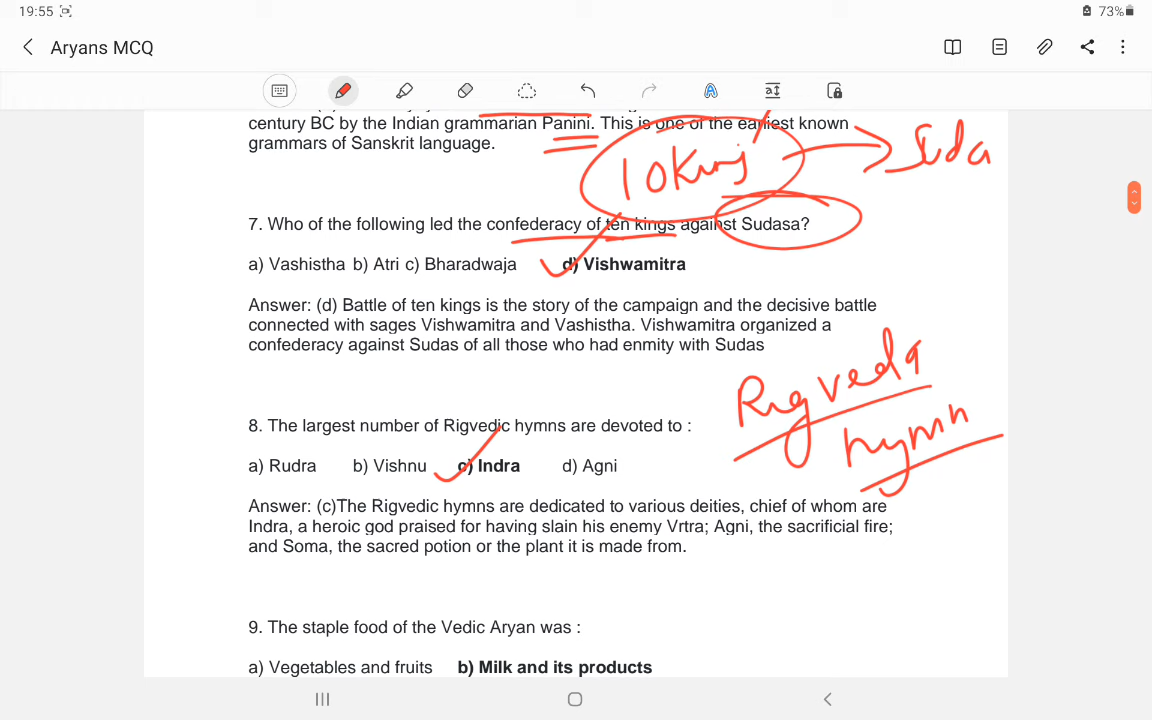 19:55
73%
Aryans MCQ
century BC by the Indian grammarian Panini. This is one of the earliest known
grammars of Sanskrit language.
10 Kings
Suda
7. Who of the following led the confederacy of ten kings against Sudasa?
a) Vashistha b) Atri c) Bharadwaja d) Vishwamitra
Answer: (d) Battle of ten kings is the story of the campaign and the decisive battle
connected with sages Vishwamitra and Vashistha. Vishwamitra organized a
confederacy against Sudas of all those who had enmity with Sudas
Rigveda
hymn
8. The largest number of Rigvedic hymns are devoted to :
a) Rudra b) Vishnu c) Indra d) Agni
Answer: (c)The Rigvedic hymns are dedicated to various deities, chief of whom are
Indra, a heroic god praised for having slain his enemy Vrtra; Agni, the sacrificial fire;
and Soma, the sacred potion or the plant it is made from.
9. The staple food of the Vedic Aryan was :
a) Vegetables and fruits b) Milk and its products